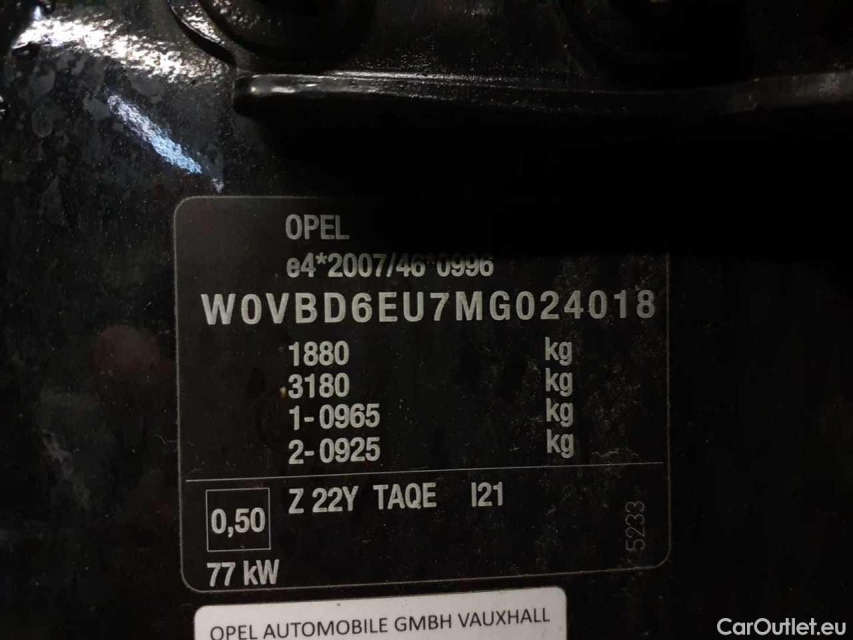 OPEL
e4*2007/46*0996
W0VBD6EU7MG024018
1880 kg
3180 kg
1-0965 kg
2-0925 kg
0,50 Z 22Y TAQE I21
5233
77 kW
OPEL AUTOMOBILE GMBH VAUXHALL
CarOutlet.eu